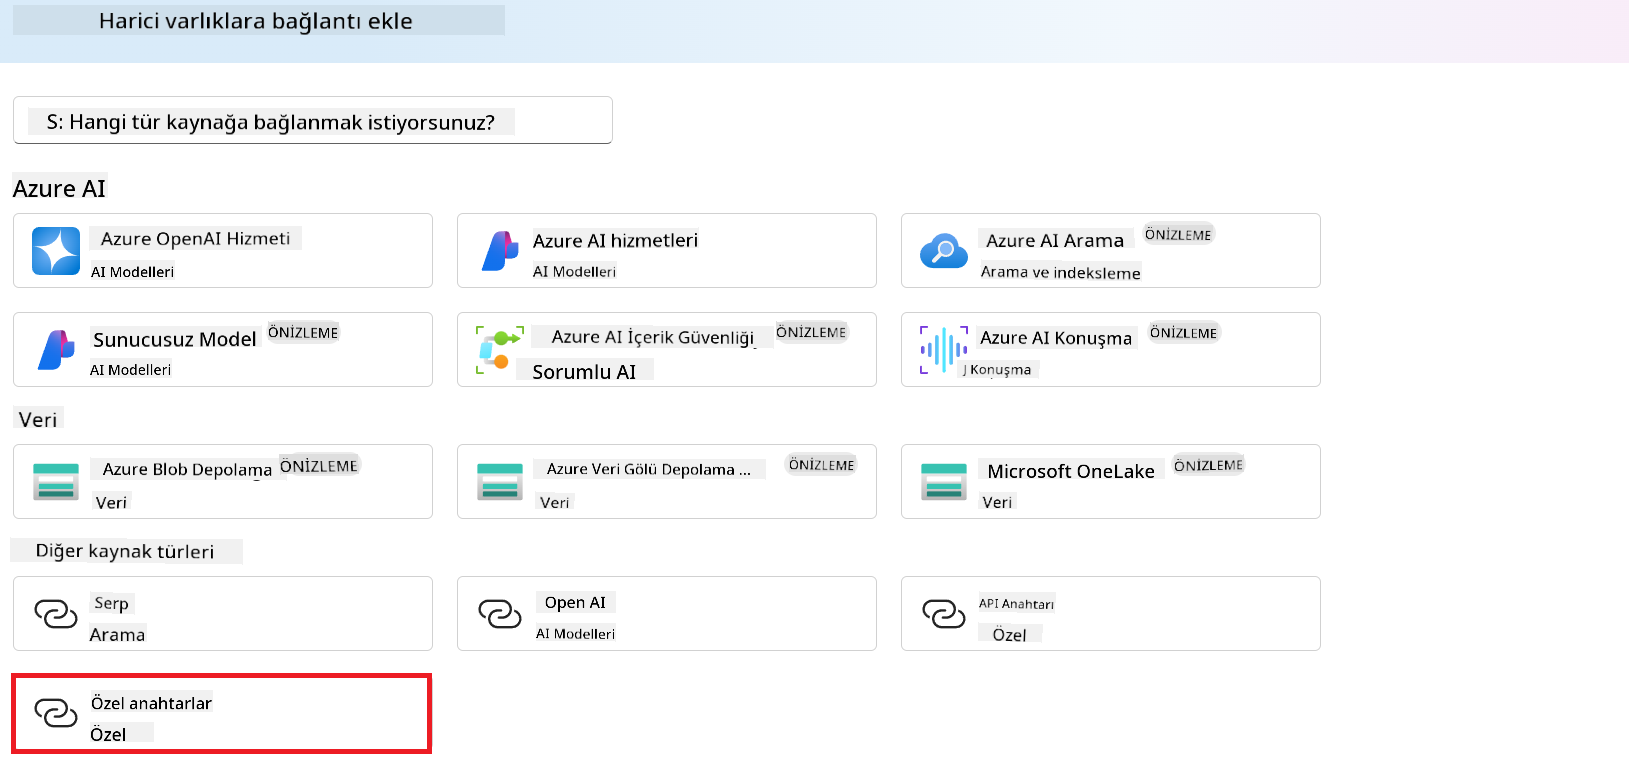 Harici varlıklara bağlantı ekle
S: Hangi tür kaynağa bağlanmak istiyorsunuz?
Azure AI
Azure OpenAI Hizmeti
AI Modelleri
Azure AI hizmetleri
AI Modelleri
Azure AI Arama ÖNİZLEME
Arama ve indeksleme
Sunucusuz Model ÖNİZLEME
AI Modelleri
Azure AI İçerik Güvenliği ÖNİZLEME
Sorumlu AI
Azure AI Konuşma ÖNİZLEME
Konuşma
Veri
Azure Blob Depolama ÖNİZLEME
Veri
Azure Veri Gölü Depolama ... ÖNİZLEME
Veri
Microsoft OneLake ÖNİZLEME
Veri
Diğer kaynak türleri
Serp
Arama
Open AI
AI Modelleri
API Anahtarı
Özel
Özel anahtarlar
Özel